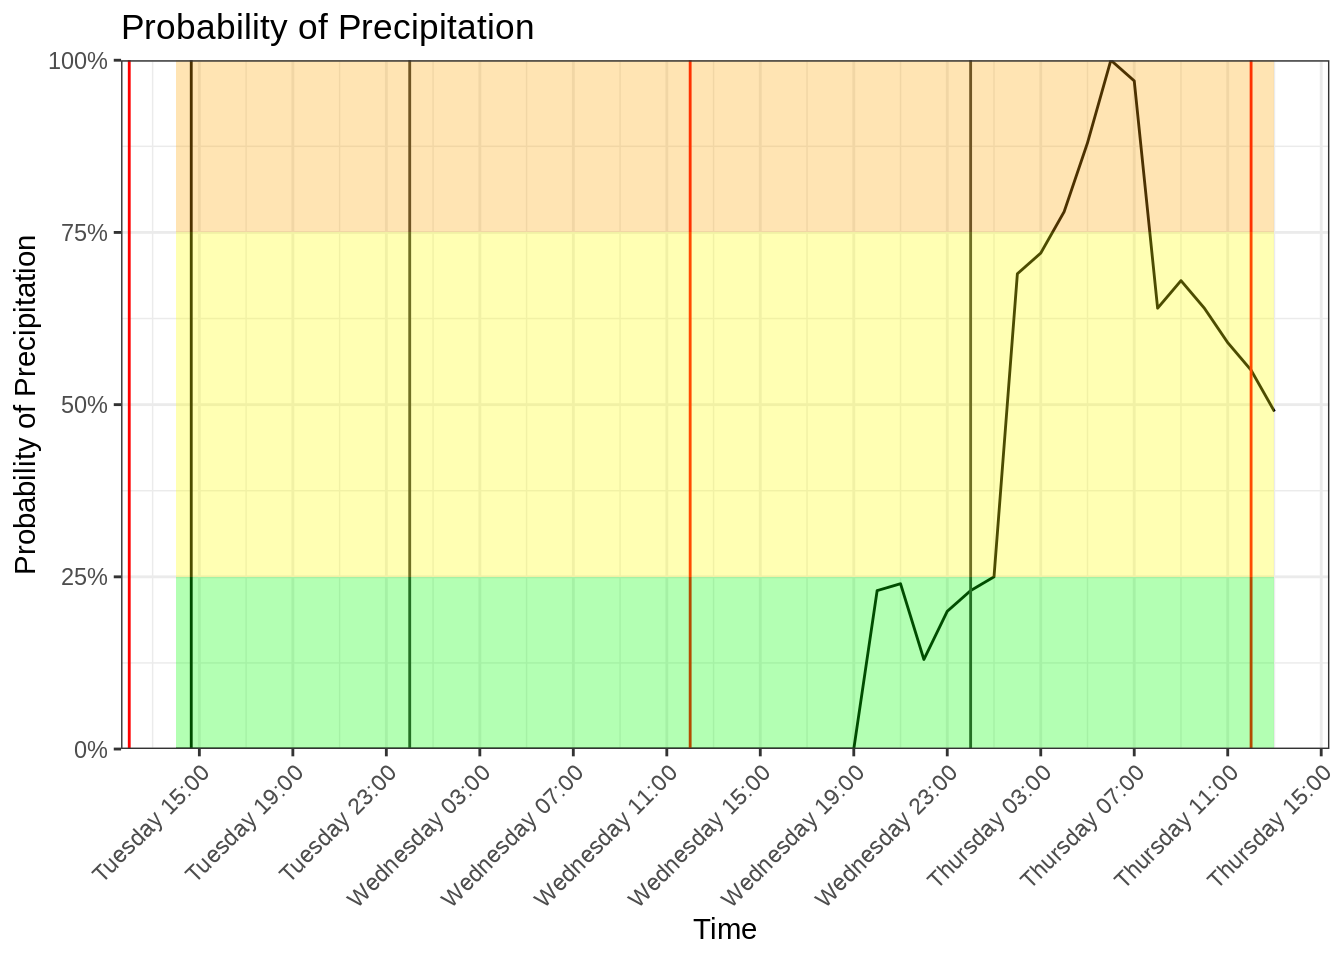 Probability of Precipitation
Probability of Precipitation
100%
75%
50%
25%
0%
Tuesday 15:00
Tuesday 19:00
Tuesday 23:00
Wednesday 03:00
Wednesday 07:00
Wednesday 11:00
Wednesday 15:00
Wednesday 19:00
Wednesday 23:00
Thursday 03:00
Thursday 07:00
Thursday 11:00
Thursday 15:00
Time